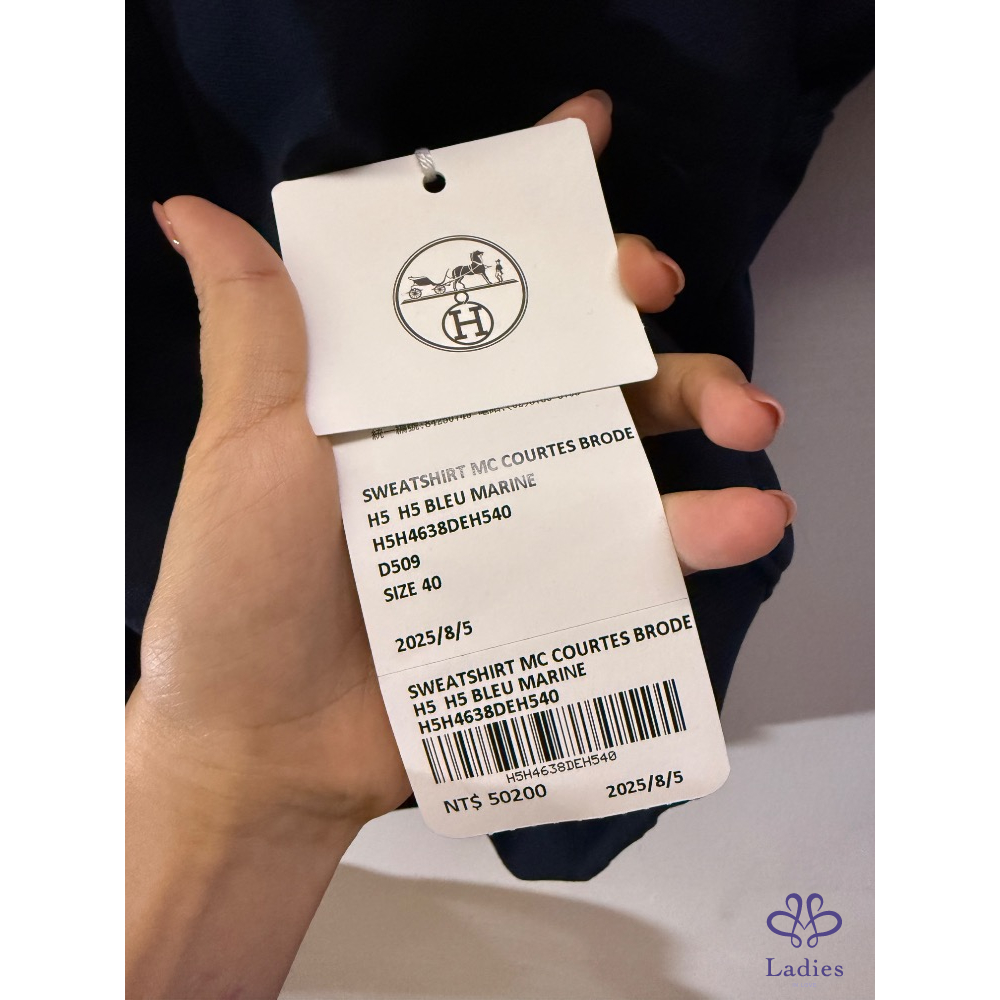 H
SWEATSHIRT MC COURTES BRODE
H5 H5 BLEU MARINE
H5H4638DEH540
D509
SIZE 40
2025/8/5
SWEATSHIRT MC COURTES BRODE
H5 H5 BLEU MARINE
H5H4638DEH540
H5H4638DEH540
NT$ 50200 2025/8/5
Ladies